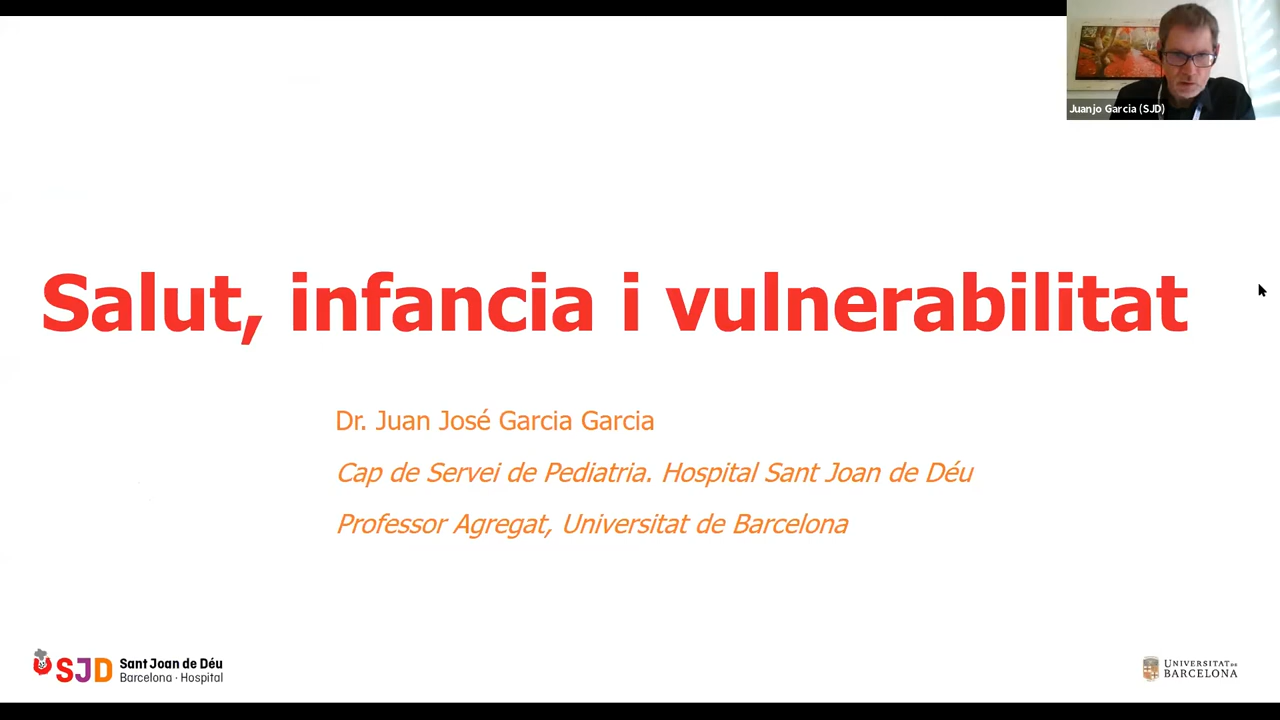 Juanjo Garcia (SJD)
Salut, infancia i vulnerabilitat
Dr. Juan José Garcia Garcia
Cap de Servei de Pediatria. Hospital Sant Joan de Déu
Professor Agregat, Universitat de Barcelona
SJD Sant Joan de Déu
Barcelona · Hospital
UNIVERSITAT DE
BARCELONA